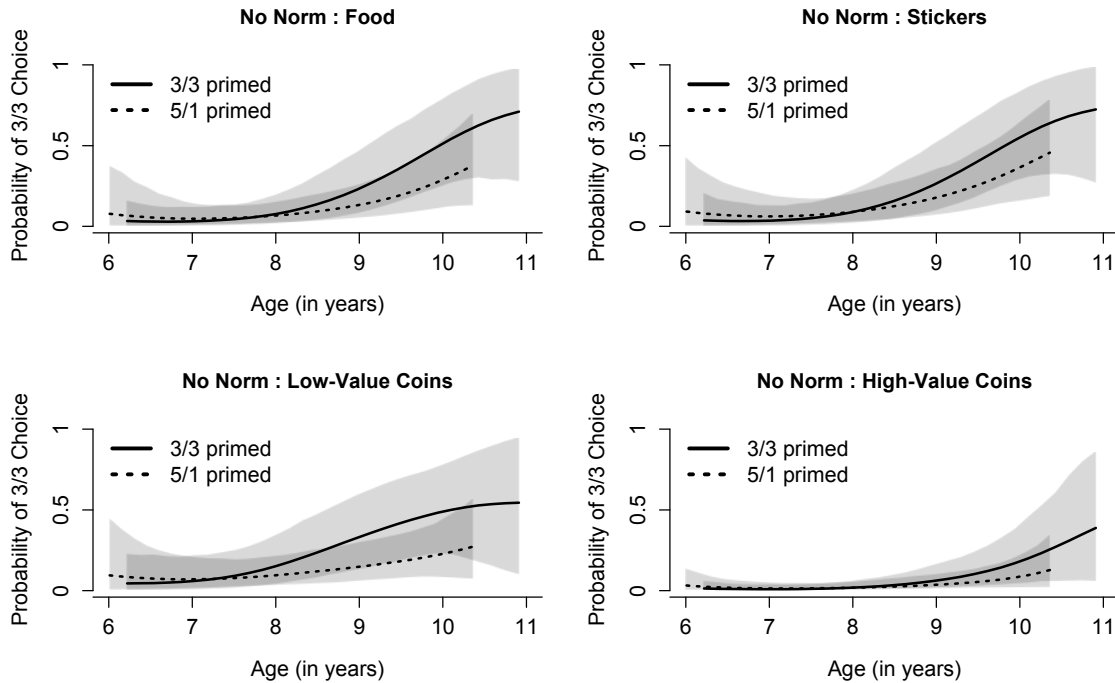 No Norm : Food
Probability of 3/3 Choice
0 0.5 1
3/3 primed
5/1 primed
6 7 8 9 10 11
Age (in years)
No Norm : Stickers
Probability of 3/3 Choice
0 0.5 1
3/3 primed
5/1 primed
6 7 8 9 10 11
Age (in years)
No Norm : Low-Value Coins
Probability of 3/3 Choice
0 0.5 1
3/3 primed
5/1 primed
6 7 8 9 10 11
Age (in years)
No Norm : High-Value Coins
Probability of 3/3 Choice
0 0.5 1
3/3 primed
5/1 primed
6 7 8 9 10 11
Age (in years)